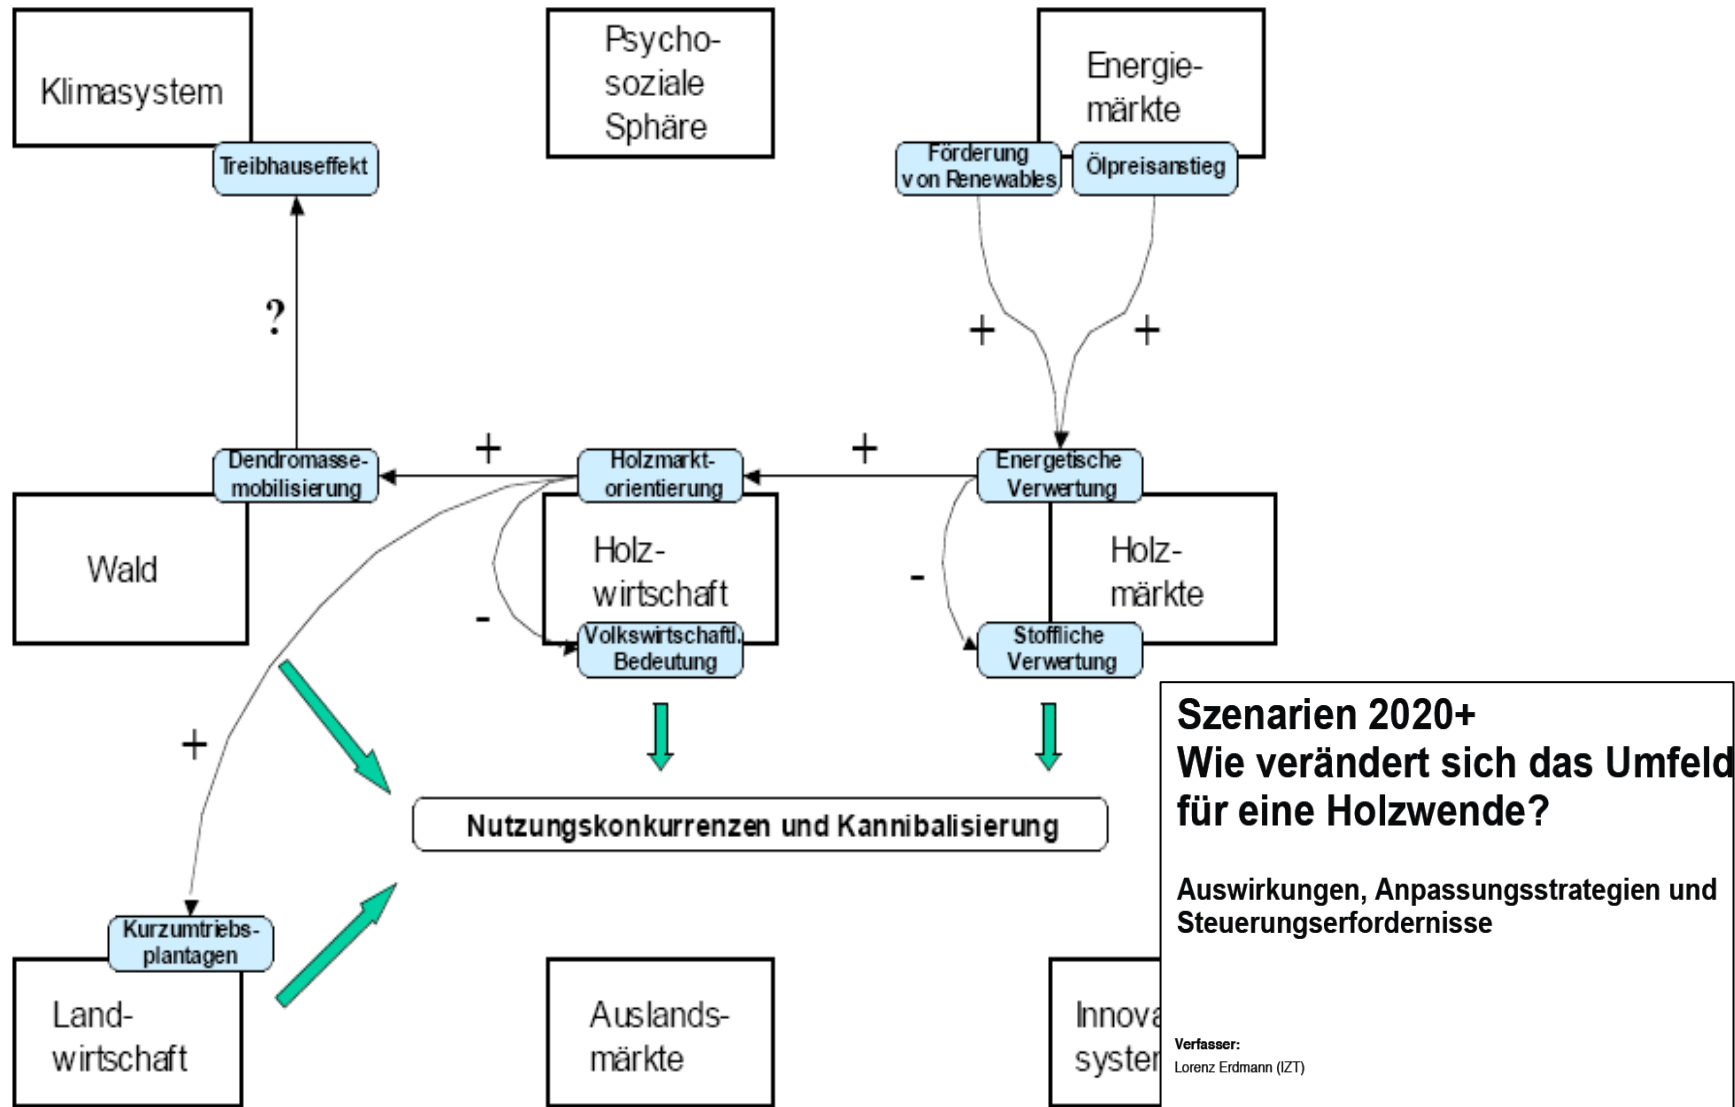 Klimasystem
Treibhauseffekt
Psycho-
soziale
Sphäre
Energie-
märkte
Förderung
von Renewables
Ölpreisanstieg
?
+
+
Dendromasse-
mobilisierung
+
Holzmarkt-
orientierung
+
Energetische
Verwertung
Wald
Holz-
wirtschaft
-
Volkswirtschaftl.
Bedeutung
Holz-
märkte
-
Stoffliche
Verwertung
+
Nutzungskonkurrenzen und Kannibalisierung
Kurzumtriebs-
plantagen
Land-
wirtschaft
Auslands-
märkte
Innova
system
Szenarien 2020+
Wie verändert sich das Umfeld
für eine Holzwende?
Auswirkungen, Anpassungsstrategien und
Steuerungserfordernisse
Verfasser:
Lorenz Erdmann (IZT)